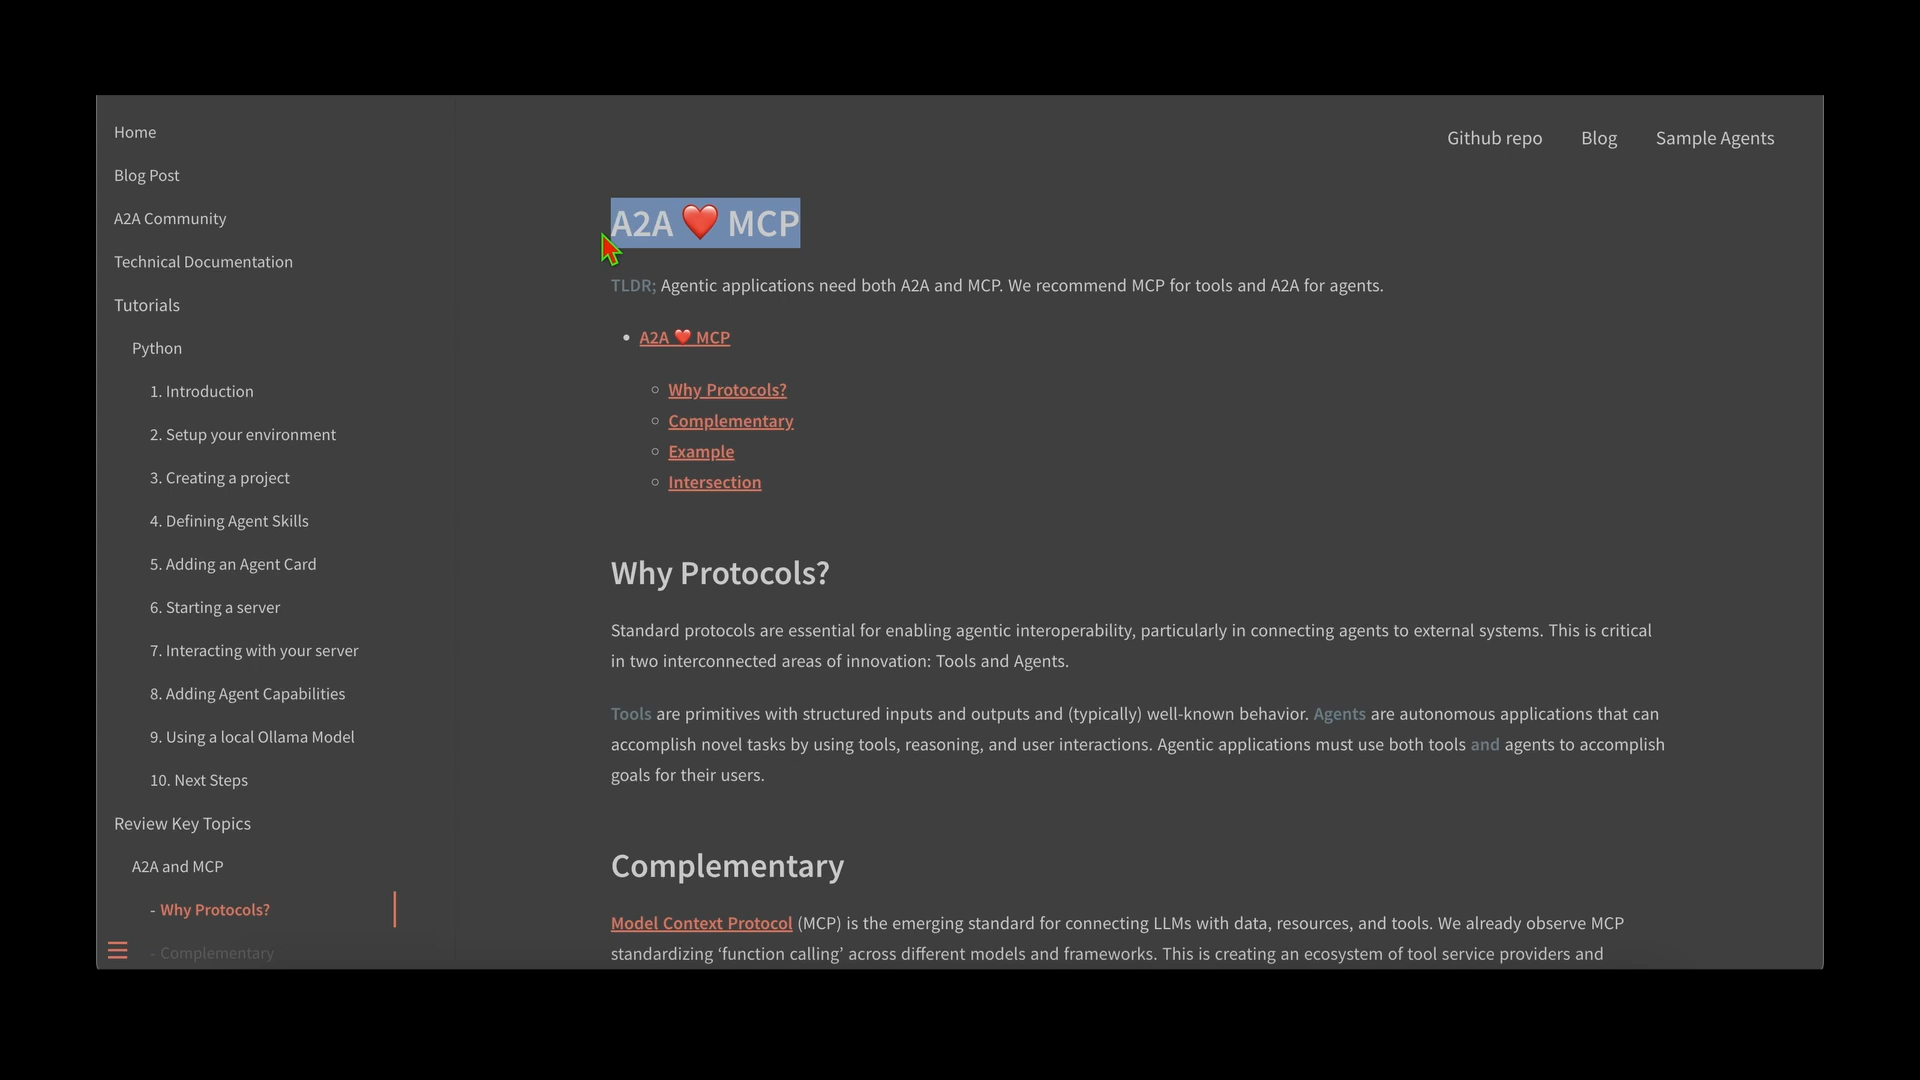 Home
Blog Post
A2A Community
Technical Documentation
Tutorials
Python
1. Introduction
2. Setup your environment
3. Creating a project
4. Defining Agent Skills
5. Adding an Agent Card
6. Starting a server
7. Interacting with your server
8. Adding Agent Capabilities
9. Using a local Ollama Model
10. Next Steps
Review Key Topics
A2A and MCP
- Why Protocols?
- Complementary
Github repo Blog Sample Agents
A2A ❤️ MCP
TLDR; Agentic applications need both A2A and MCP. We recommend MCP for tools and A2A for agents.
• A2A ❤️ MCP
○ Why Protocols?
○ Complementary
○ Example
○ Intersection
Why Protocols?
Standard protocols are essential for enabling agentic interoperability, particularly in connecting agents to external systems. This is critical
in two interconnected areas of innovation: Tools and Agents.
Tools are primitives with structured inputs and outputs and (typically) well-known behavior. Agents are autonomous applications that can
accomplish novel tasks by using tools, reasoning, and user interactions. Agentic applications must use both tools and agents to accomplish
goals for their users.
Complementary
Model Context Protocol (MCP) is the emerging standard for connecting LLMs with data, resources, and tools. We already observe MCP
standardizing ‘function calling’ across different models and frameworks. This is creating an ecosystem of tool service providers and